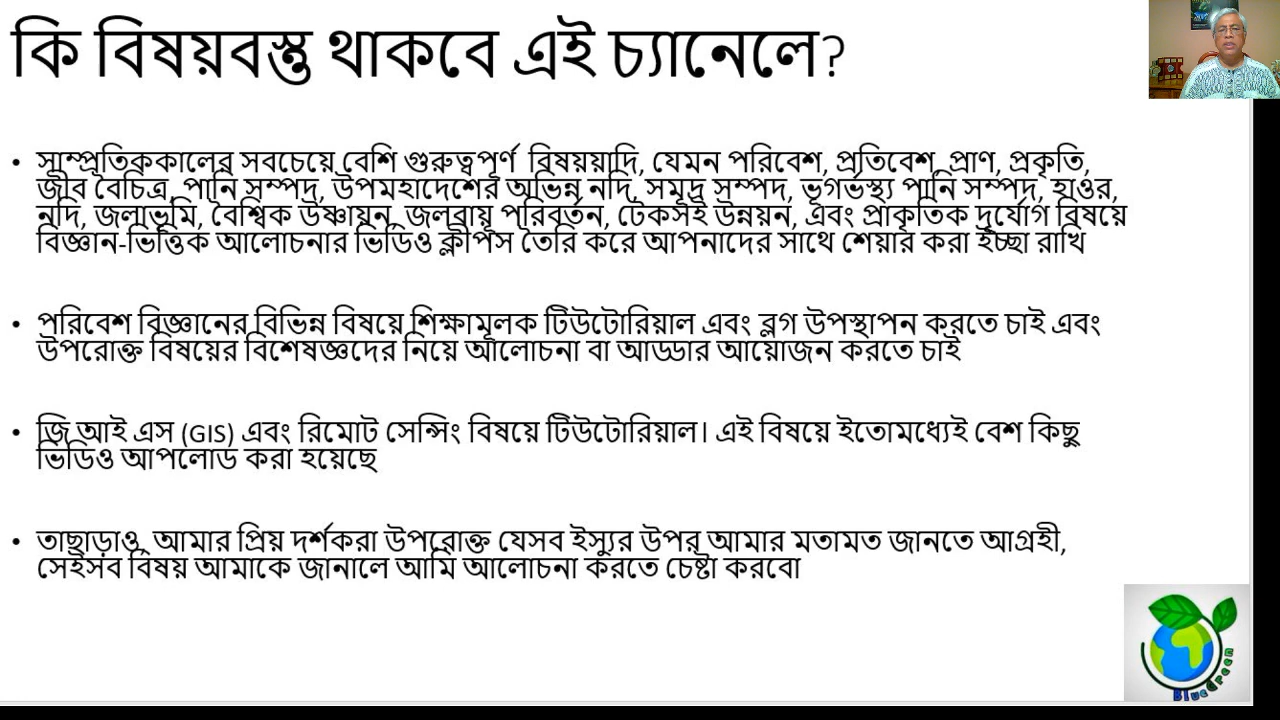 কি বিষয়বস্তু থাকবে এই চ্যানেলে?
• সাম্প্রতিককালের সবচেয়ে বেশি গুরুত্বপূর্ণ বিষয়য়াদি, যেমন পরিবেশ, প্রতিবেশ, প্রাণ, প্রকৃতি,
জীব বৈচিত্র, পানি সম্পদ, উপমহাদেশের অভিন্ন নদি, সমূদ্র সম্পদ, ভূগর্ভস্থ্য পানি সম্পদ, হাওর,
নদি, জলাভূমি, বৈশ্বিক উষ্ণায়ন, জলবায়ূ পরিবর্তন, টেকসই উন্নয়ন, এবং প্রাকৃতিক দূর্যোগ বিষয়ে
বিজ্ঞান-ভিত্তিক আলোচনার ভিডিও ক্লীপস তৈরি করে আপনাদের সাথে শেয়ার করা ইচ্ছা রাখি
• পরিবেশ বিজ্ঞানের বিভিন্ন বিষয়ে শিক্ষামূলক টিউটোরিয়াল এবং ব্লগ উপস্থাপন করতে চাই এবং
উপরোক্ত বিষয়ের বিশেষজ্ঞদের নিয়ে আলোচনা বা আড্ডার আয়োজন করতে চাই
• জি আই এস (GIS) এবং রিমোট সেন্সিং বিষয়ে টিউটোরিয়াল। এই বিষয়ে ইতোমধ্যেই বেশ কিছু
ভিডিও আপলোড করা হয়েছে
• তাছাড়াও, আমার প্রিয় দর্শকরা উপরোক্ত যেসব ইস্যুর উপর আমার মতামত জানতে আগ্রহী,
সেইসব বিষয় আমাকে জানালে আমি আলোচনা করতে চেষ্টা করবো
BlueGreen